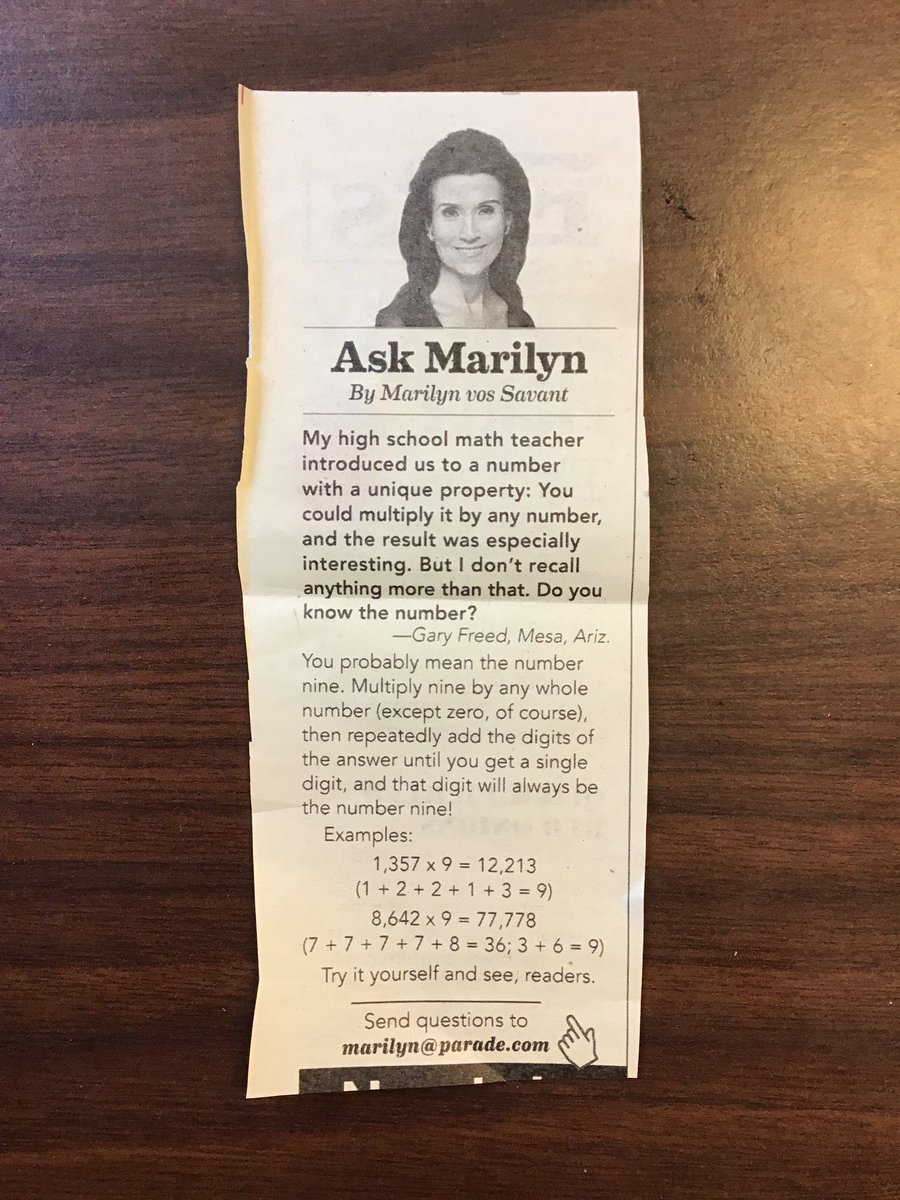 Ask Marilyn
By Marilyn vos Savant
My high school math teacher
introduced us to a number
with a unique property: You
could multiply it by any number,
and the result was especially
interesting. But I don't recall
anything more than that. Do you
know the number?
—Gary Freed, Mesa, Ariz.
You probably mean the number
nine. Multiply nine by any whole
number (except zero, of course),
then repeatedly add the digits of
the answer until you get a single
digit, and that digit will always be
the number nine!
Examples:
1,357 x 9 = 12,213
(1 + 2 + 2 + 1 + 3 = 9)
8,642 x 9 = 77,778
(7 + 7 + 7 + 7 + 8 = 36; 3 + 6 = 9)
Try it yourself and see, readers.
Send questions to
marilyn@parade.com